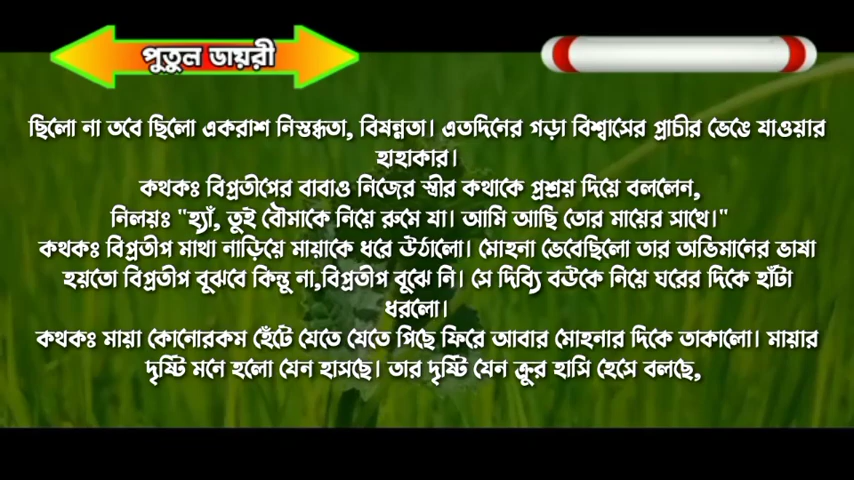 পুতুল ডায়রী
ছিলো না তবে ছিলো একরাশ নিস্তব্ধতা, বিষন্নতা। এতদিনের গড়া বিশ্বাসের প্রাচীর ভেঙে যাওয়ার
হাহাকার।
কথকঃ বিপ্রতীপের বাবাও নিজের স্ত্রীর কথাকে প্রশ্রয় দিয়ে বললেন,
নিলয়ঃ "হ্যাঁ, তুই বৌমাকে নিয়ে রুমে যা। আমি আছি তোর মায়ের সাথে।"
কথকঃ বিপ্রতীপ মাথা নাড়িয়ে মায়াকে ধরে উঠালো। মোহনা ভেবেছিলো তার অভিমানের ভাষা
হয়তো বিপ্রতীপ বুঝবে কিন্তু না,বিপ্রতীপ বুঝে নি। সে দিব্যি বউকে নিয়ে ঘরের দিকে হাঁটা
ধরলো।
কথকঃ মায়া কোনোরকম হেঁটে যেতে যেতে পিছে ফিরে আবার মোহনার দিকে তাকালো। মায়ার
দৃষ্টি মনে হলো যেন হাসছে। তার দৃষ্টি যেন ক্রুর হাসি হেসে বলছে,